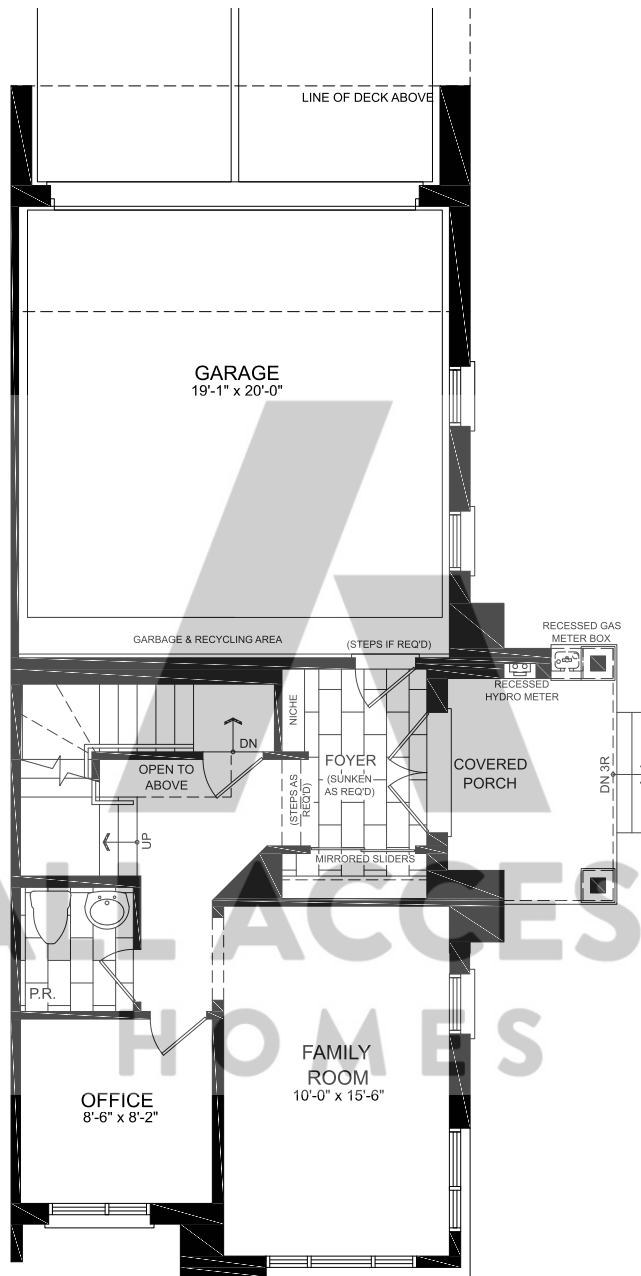 LINE OF DECK ABOVE
GARAGE
19'-1" x 20'-0"
GARBAGE & RECYCLING AREA
(STEPS IF REQ'D)
RECESSED GAS
METER BOX
RECESSED
HYDRO METER
NICHE
DN
FOYER
(SUNKEN
AS REQ'D)
COVERED
PORCH
DN 3R
OPEN TO
ABOVE
(STEPS AS
REQ'D)
UP
MIRRORED SLIDERS
ALL ACCES
HOMES
P.R.
FAMILY
ROOM
10'-0" x 15'-6"
OFFICE
8'-6" x 8'-2"